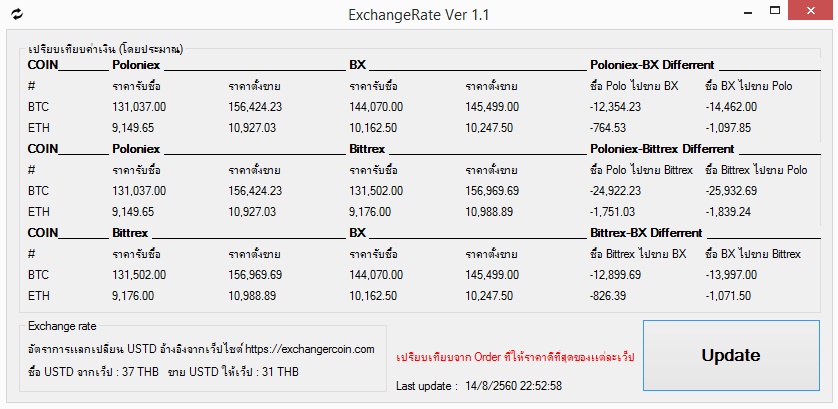 ExchangeRate Ver 1.1
เปรียบเทียบค่าเงิน (โดยประมาณ)
COIN Poloniex BX Poloniex-BX Differrent
# ราคารับซื้อ ราคาตั้งขาย ราคารับซื้อ ราคาตั้งขาย ซื้อ Polo ไปขาย BX ซื้อ BX ไปขาย Polo
BTC 131,037.00 156,424.23 144,070.00 145,499.00 -12,354.23 -14,462.00
ETH 9,149.65 10,927.03 10,162.50 10,247.50 -764.53 -1,097.85
COIN Poloniex Bittrex Poloniex-Bittrex Differrent
# ราคารับซื้อ ราคาตั้งขาย ราคารับซื้อ ราคาตั้งขาย ซื้อ Polo ไปขาย Bittrex ซื้อ Bittrex ไปขาย Polo
BTC 131,037.00 156,424.23 131,502.00 156,969.69 -24,922.23 -25,932.69
ETH 9,149.65 10,927.03 9,176.00 10,988.89 -1,751.03 -1,839.24
COIN Bittrex BX Bittrex-BX Differrent
# ราคารับซื้อ ราคาตั้งขาย ราคารับซื้อ ราคาตั้งขาย ซื้อ Bittrex ไปขาย BX ซื้อ BX ไปขาย Bittrex
BTC 131,502.00 156,969.69 144,070.00 145,499.00 -12,899.69 -13,997.00
ETH 9,176.00 10,988.89 10,162.50 10,247.50 -826.39 -1,071.50
Exchange rate
อัตราการแลกเปลี่ยน USTD อ้างอิงจากเว็ปไซต์ https://exchangercoin.com
ซื้อ USTD จากเว็ป : 37 THB ขาย USTD ให้เว็ป : 31 THB
เปรียบเทียบจาก Order ที่ให้ราคาดีที่สุดของแต่ละเว็ป
Last update : 14/8/2560 22:52:58
Update